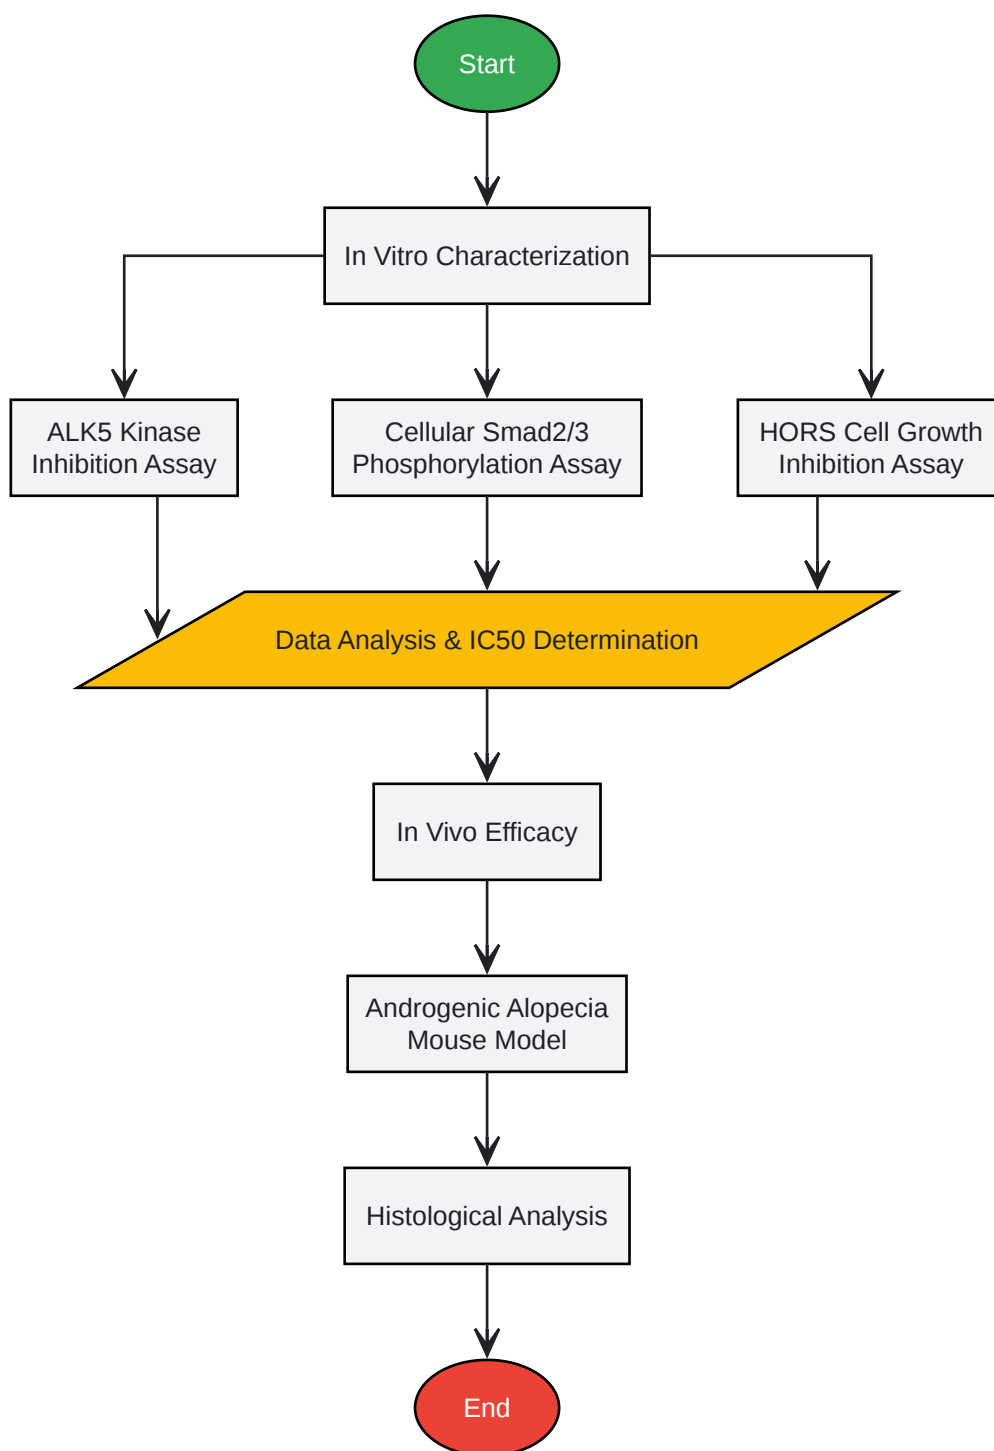 Start
In Vitro Characterization
ALK5 Kinase
Inhibition Assay
Cellular Smad2/3
Phosphorylation Assay
HORS Cell Growth
Inhibition Assay
Data Analysis & IC50 Determination
In Vivo Efficacy
Androgenic Alopecia
Mouse Model
Histological Analysis
End